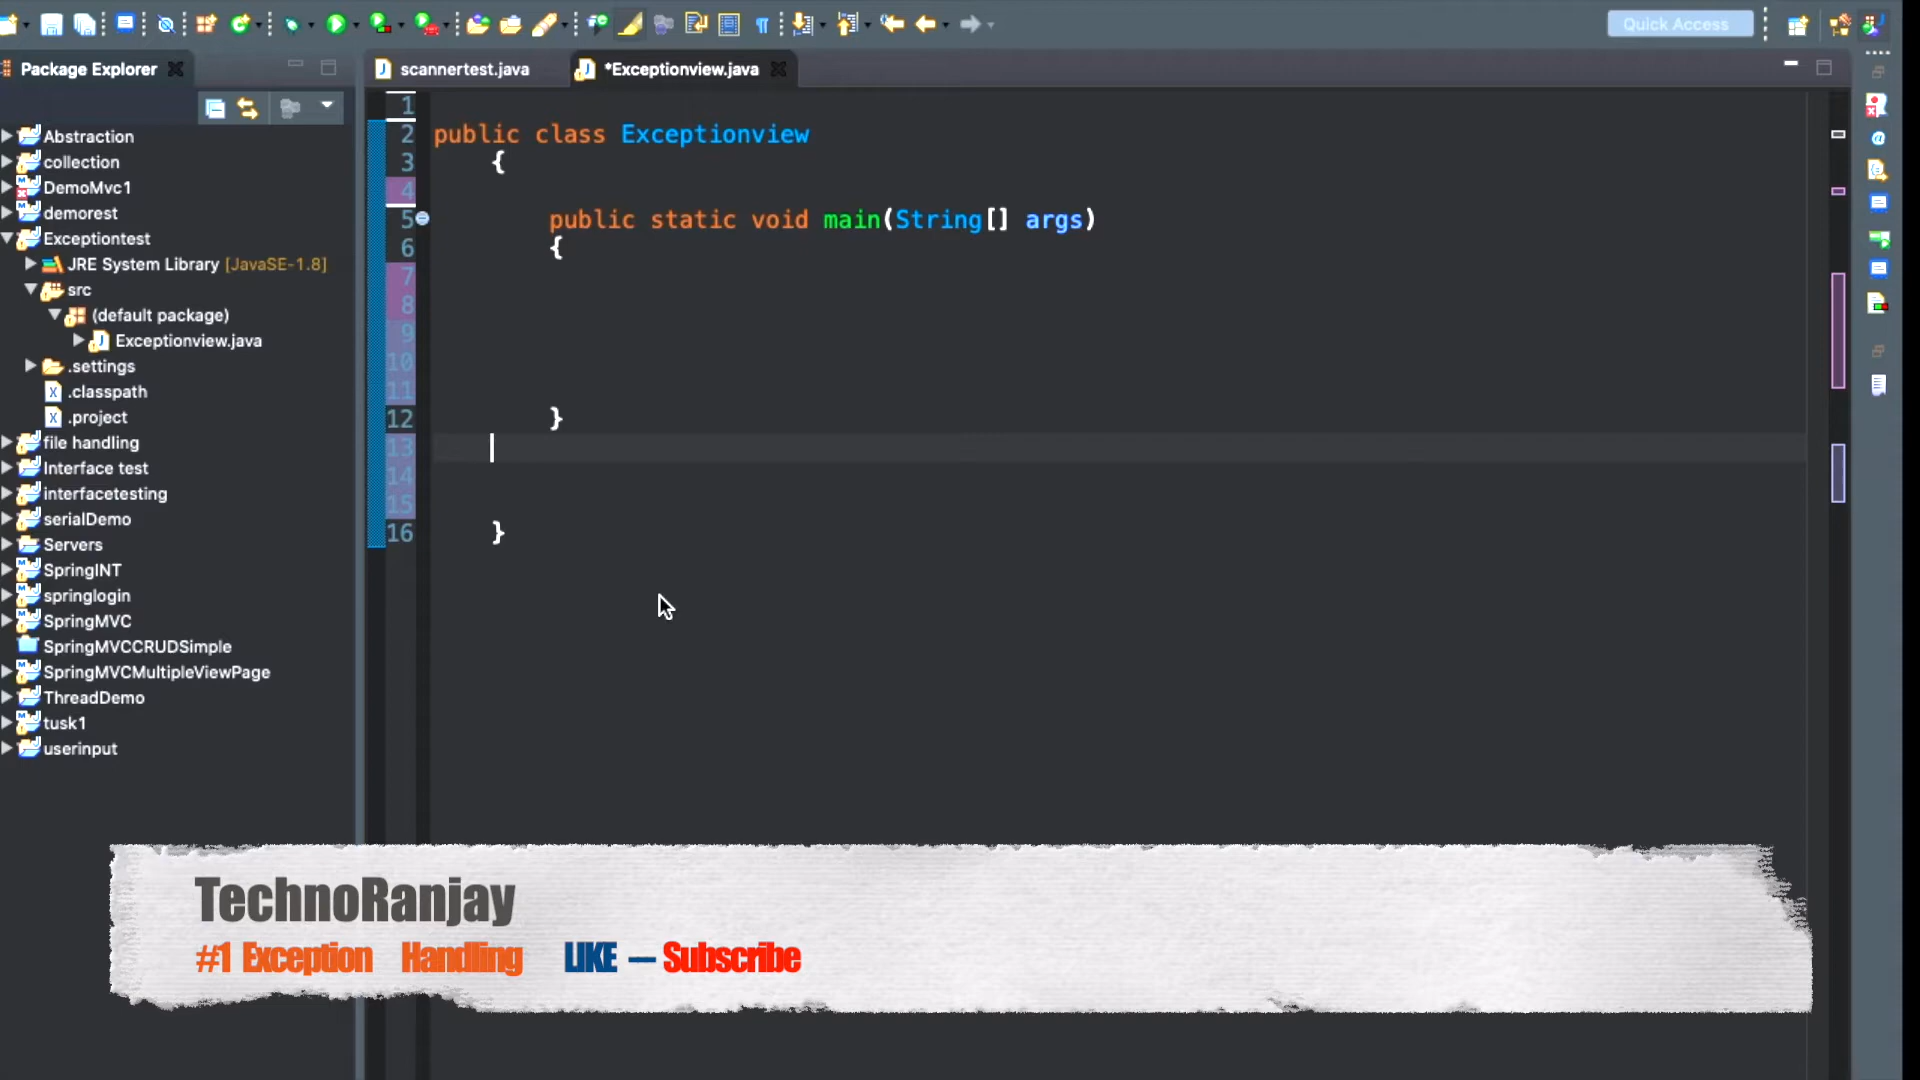 Quick Access
Package Explorer
scannertest.java
*Exceptionview.java
Abstraction
collection
DemoMvc1
demorest
Exceptiontest
JRE System Library [JavaSE-1.8]
src
(default package)
Exceptionview.java
.settings
.classpath
.project
file handling
Interface test
interfacetesting
serialDemo
Servers
SpringINT
springlogin
SpringMVC
SpringMVCCRUDSimple
SpringMVCMultipleViewPage
ThreadDemo
tusk1
userinput
1
2 public class Exceptionview
3 {
4
5 public static void main(String[] args)
6 {
7
8
9
10
11
12 }
13
14
15
16 }
TechnoRanjay
#1 Exception Handling LIKE — Subscribe